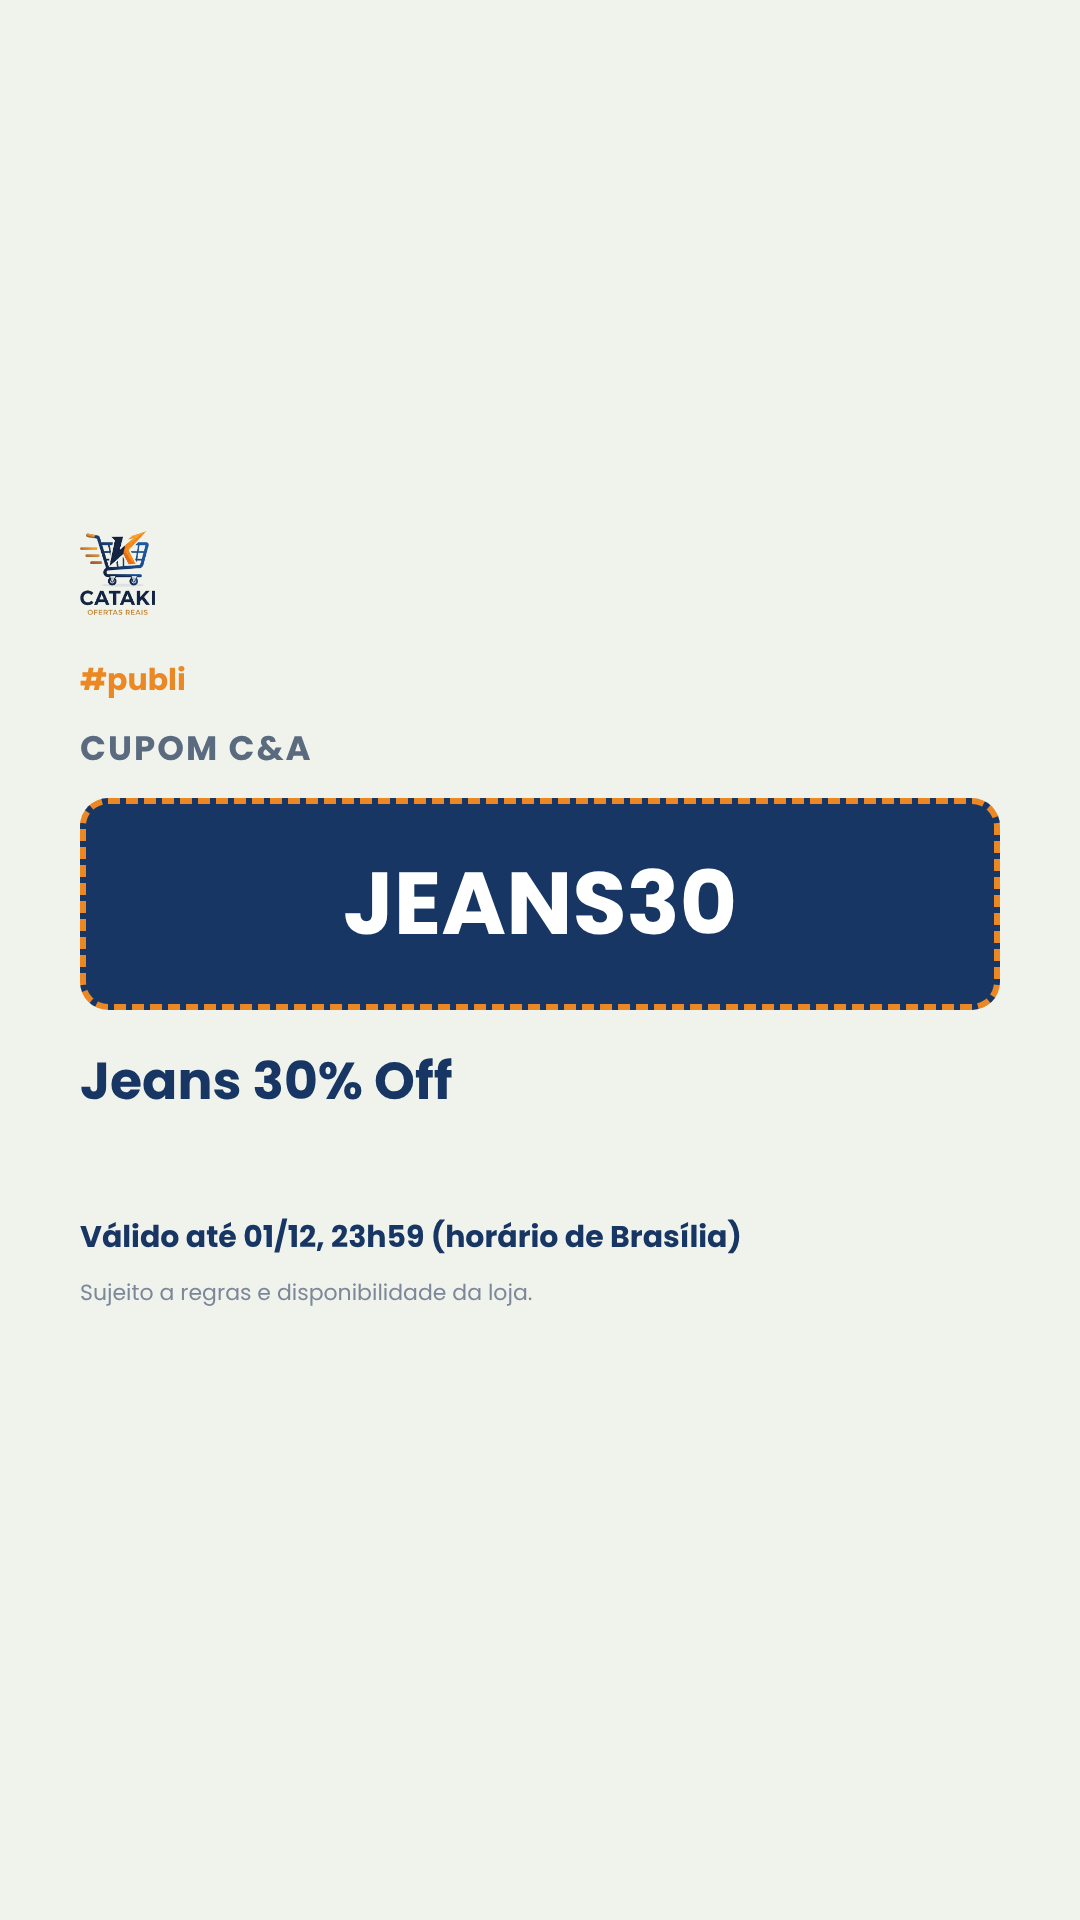 CATAKI
OFERTAS REAIS
#publi
CUPOM C&A
JEANS30
Jeans 30% Off
Válido até 01/12, 23h59 (horário de Brasília)
Sujeito a regras e disponibilidade da loja.